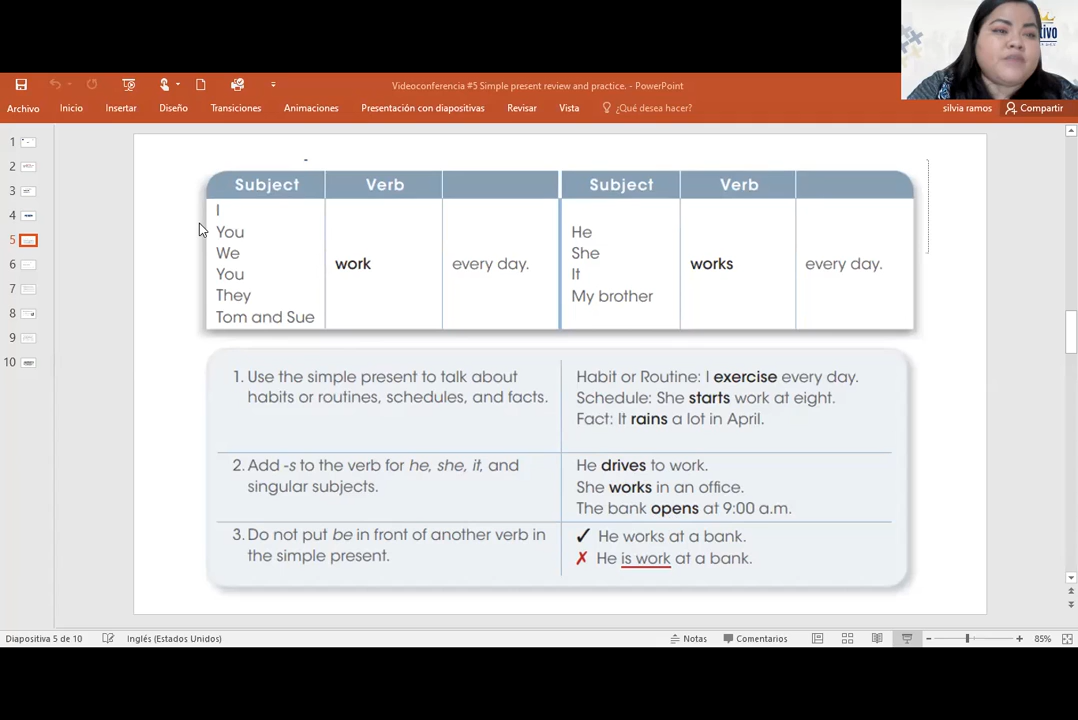 tivo
Videoconferencia #5 Simple present review and practice. - PowerPoint
silvia ramos
Compartir
Archivo Inicio Insertar Diseño Transiciones Animaciones Presentación con diapositivas Revisar Vista ¿Qué desea hacer?
1
2
3
4
5
6
7
8
9
10
Subject Verb Subject Verb
I
You
We
You
They
Tom and Sue
work
every day.
He
She
It
My brother
works
every day.
1. Use the simple present to talk about
habits or routines, schedules, and facts.
Habit or Routine: I exercise every day.
Schedule: She starts work at eight.
Fact: It rains a lot in April.
2. Add -s to the verb for he, she, it, and
singular subjects.
He drives to work.
She works in an office.
The bank opens at 9:00 a.m.
3. Do not put be in front of another verb in
the simple present.
✓ He works at a bank.
✗ He is work at a bank.
Diapositiva 5 de 10 Inglés (Estados Unidos) Notas Comentarios 85%